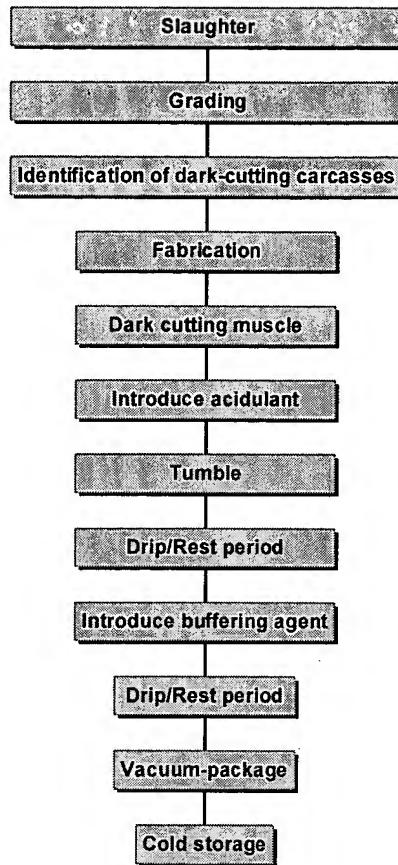 Slaughter
Grading
Identification of dark-cutting carcasses
Fabrication
Dark cutting muscle
Introduce acidulant
Tumble
Drip/Rest period
Introduce buffering agent
Drip/Rest period
Vacuum-package
Cold storage